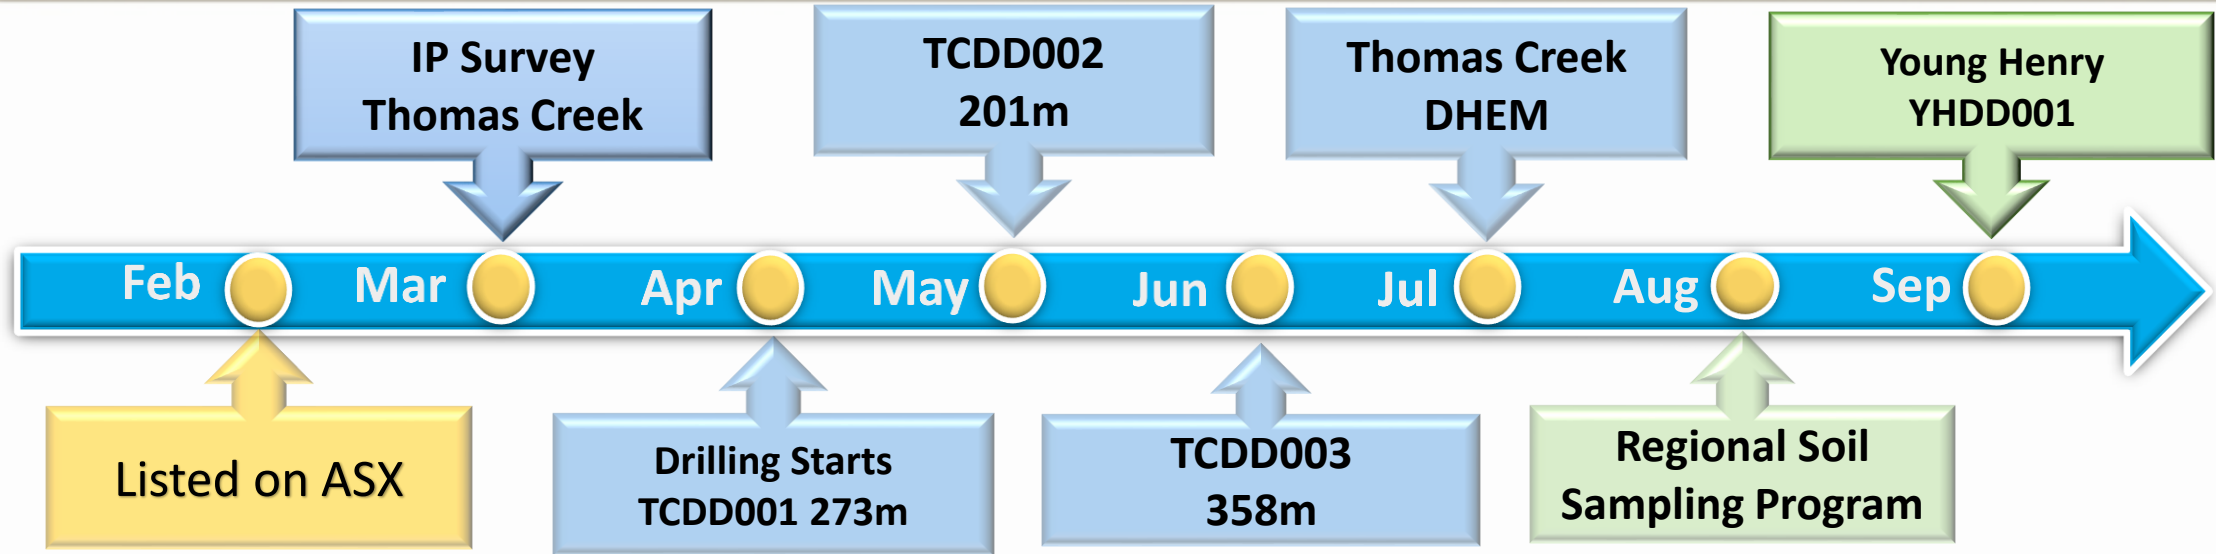 IP Survey
Thomas Creek
TCDD002
201m
Thomas Creek
DHEM
Young Henry
YHDD001
Feb
Mar
Apr
May
Jun
Jul
Aug
Sep
Listed on ASX
Drilling Starts
TCDD001 273m
TCDD003
358m
Regional Soil
Sampling Program